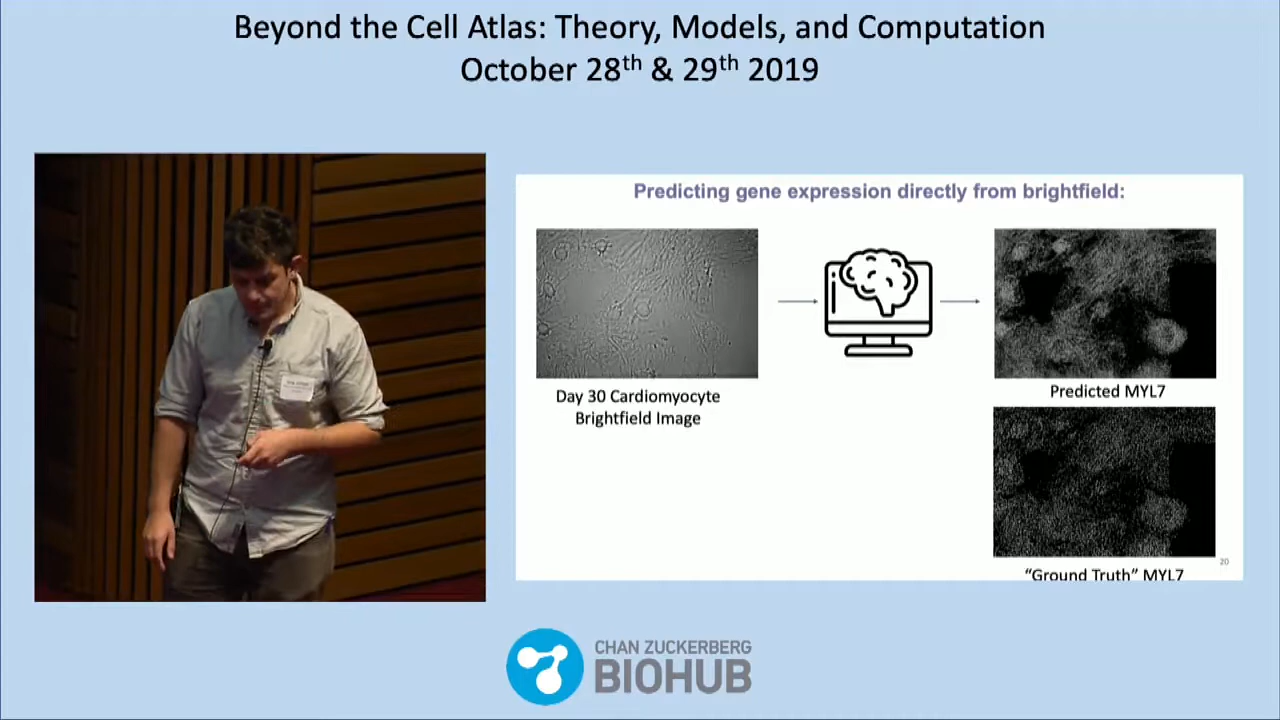 Beyond the Cell Atlas: Theory, Models, and Computation
October 28th & 29th 2019
Predicting gene expression directly from brightfield:
Day 30 Cardiomyocyte
Brightfield Image
Predicted MYL7
"Ground Truth" MYL7
20
CHAN ZUCKERBERG
BIOHUB